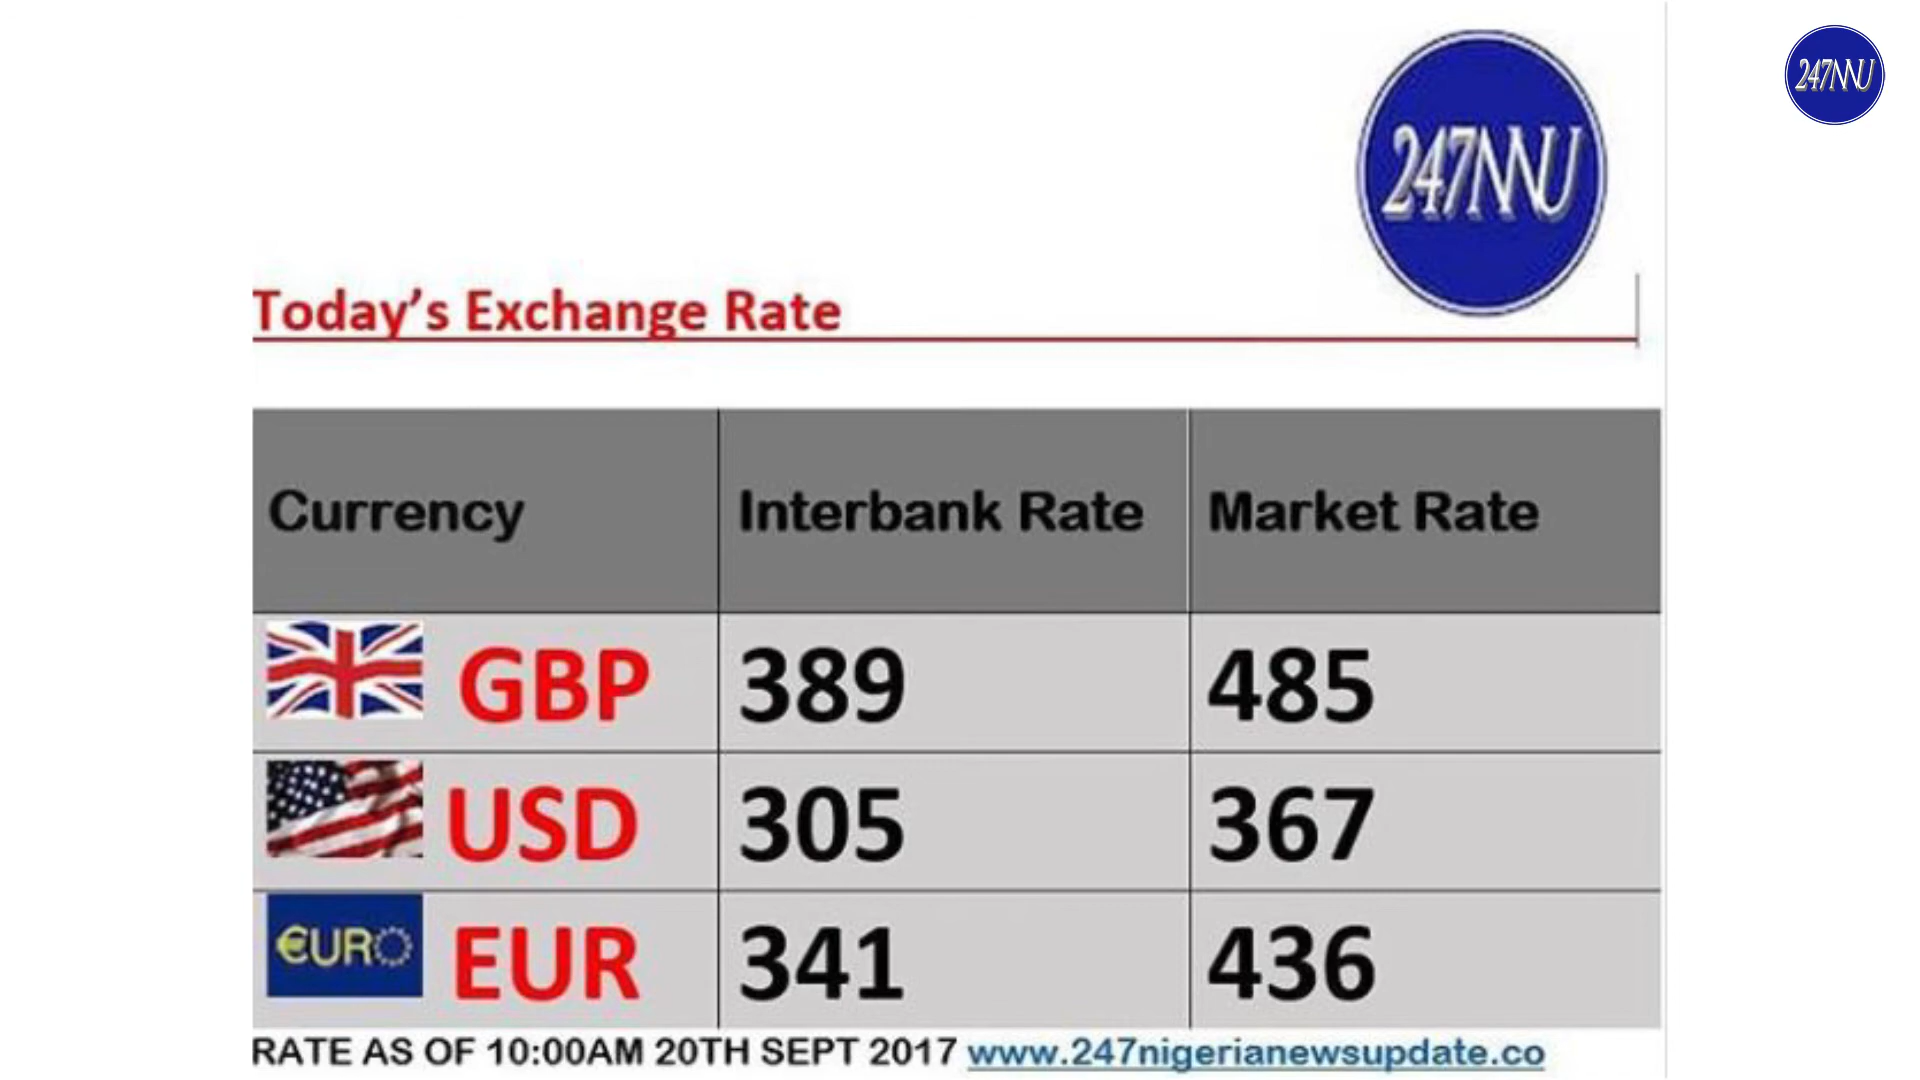 247NNU
247NNU
Today’s Exchange Rate
Currency Interbank Rate Market Rate
GBP 389 485
USD 305 367
€URO EUR 341 436
RATE AS OF 10:00AM 20TH SEPT 2017 www.247nigerianewsupdate.co